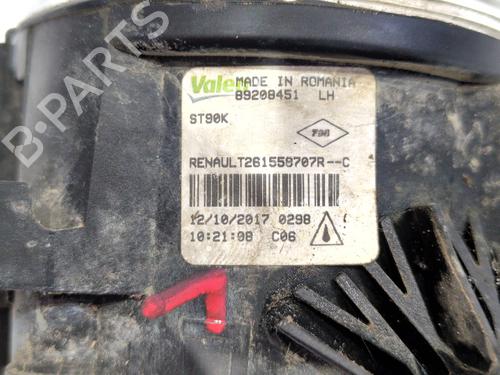 Valeo MADE IN ROMANIA
89208451 LH
ST90K
RENAULT261558707R--C
12/10/2017 0298
10:21:08 C06
B-PARTS